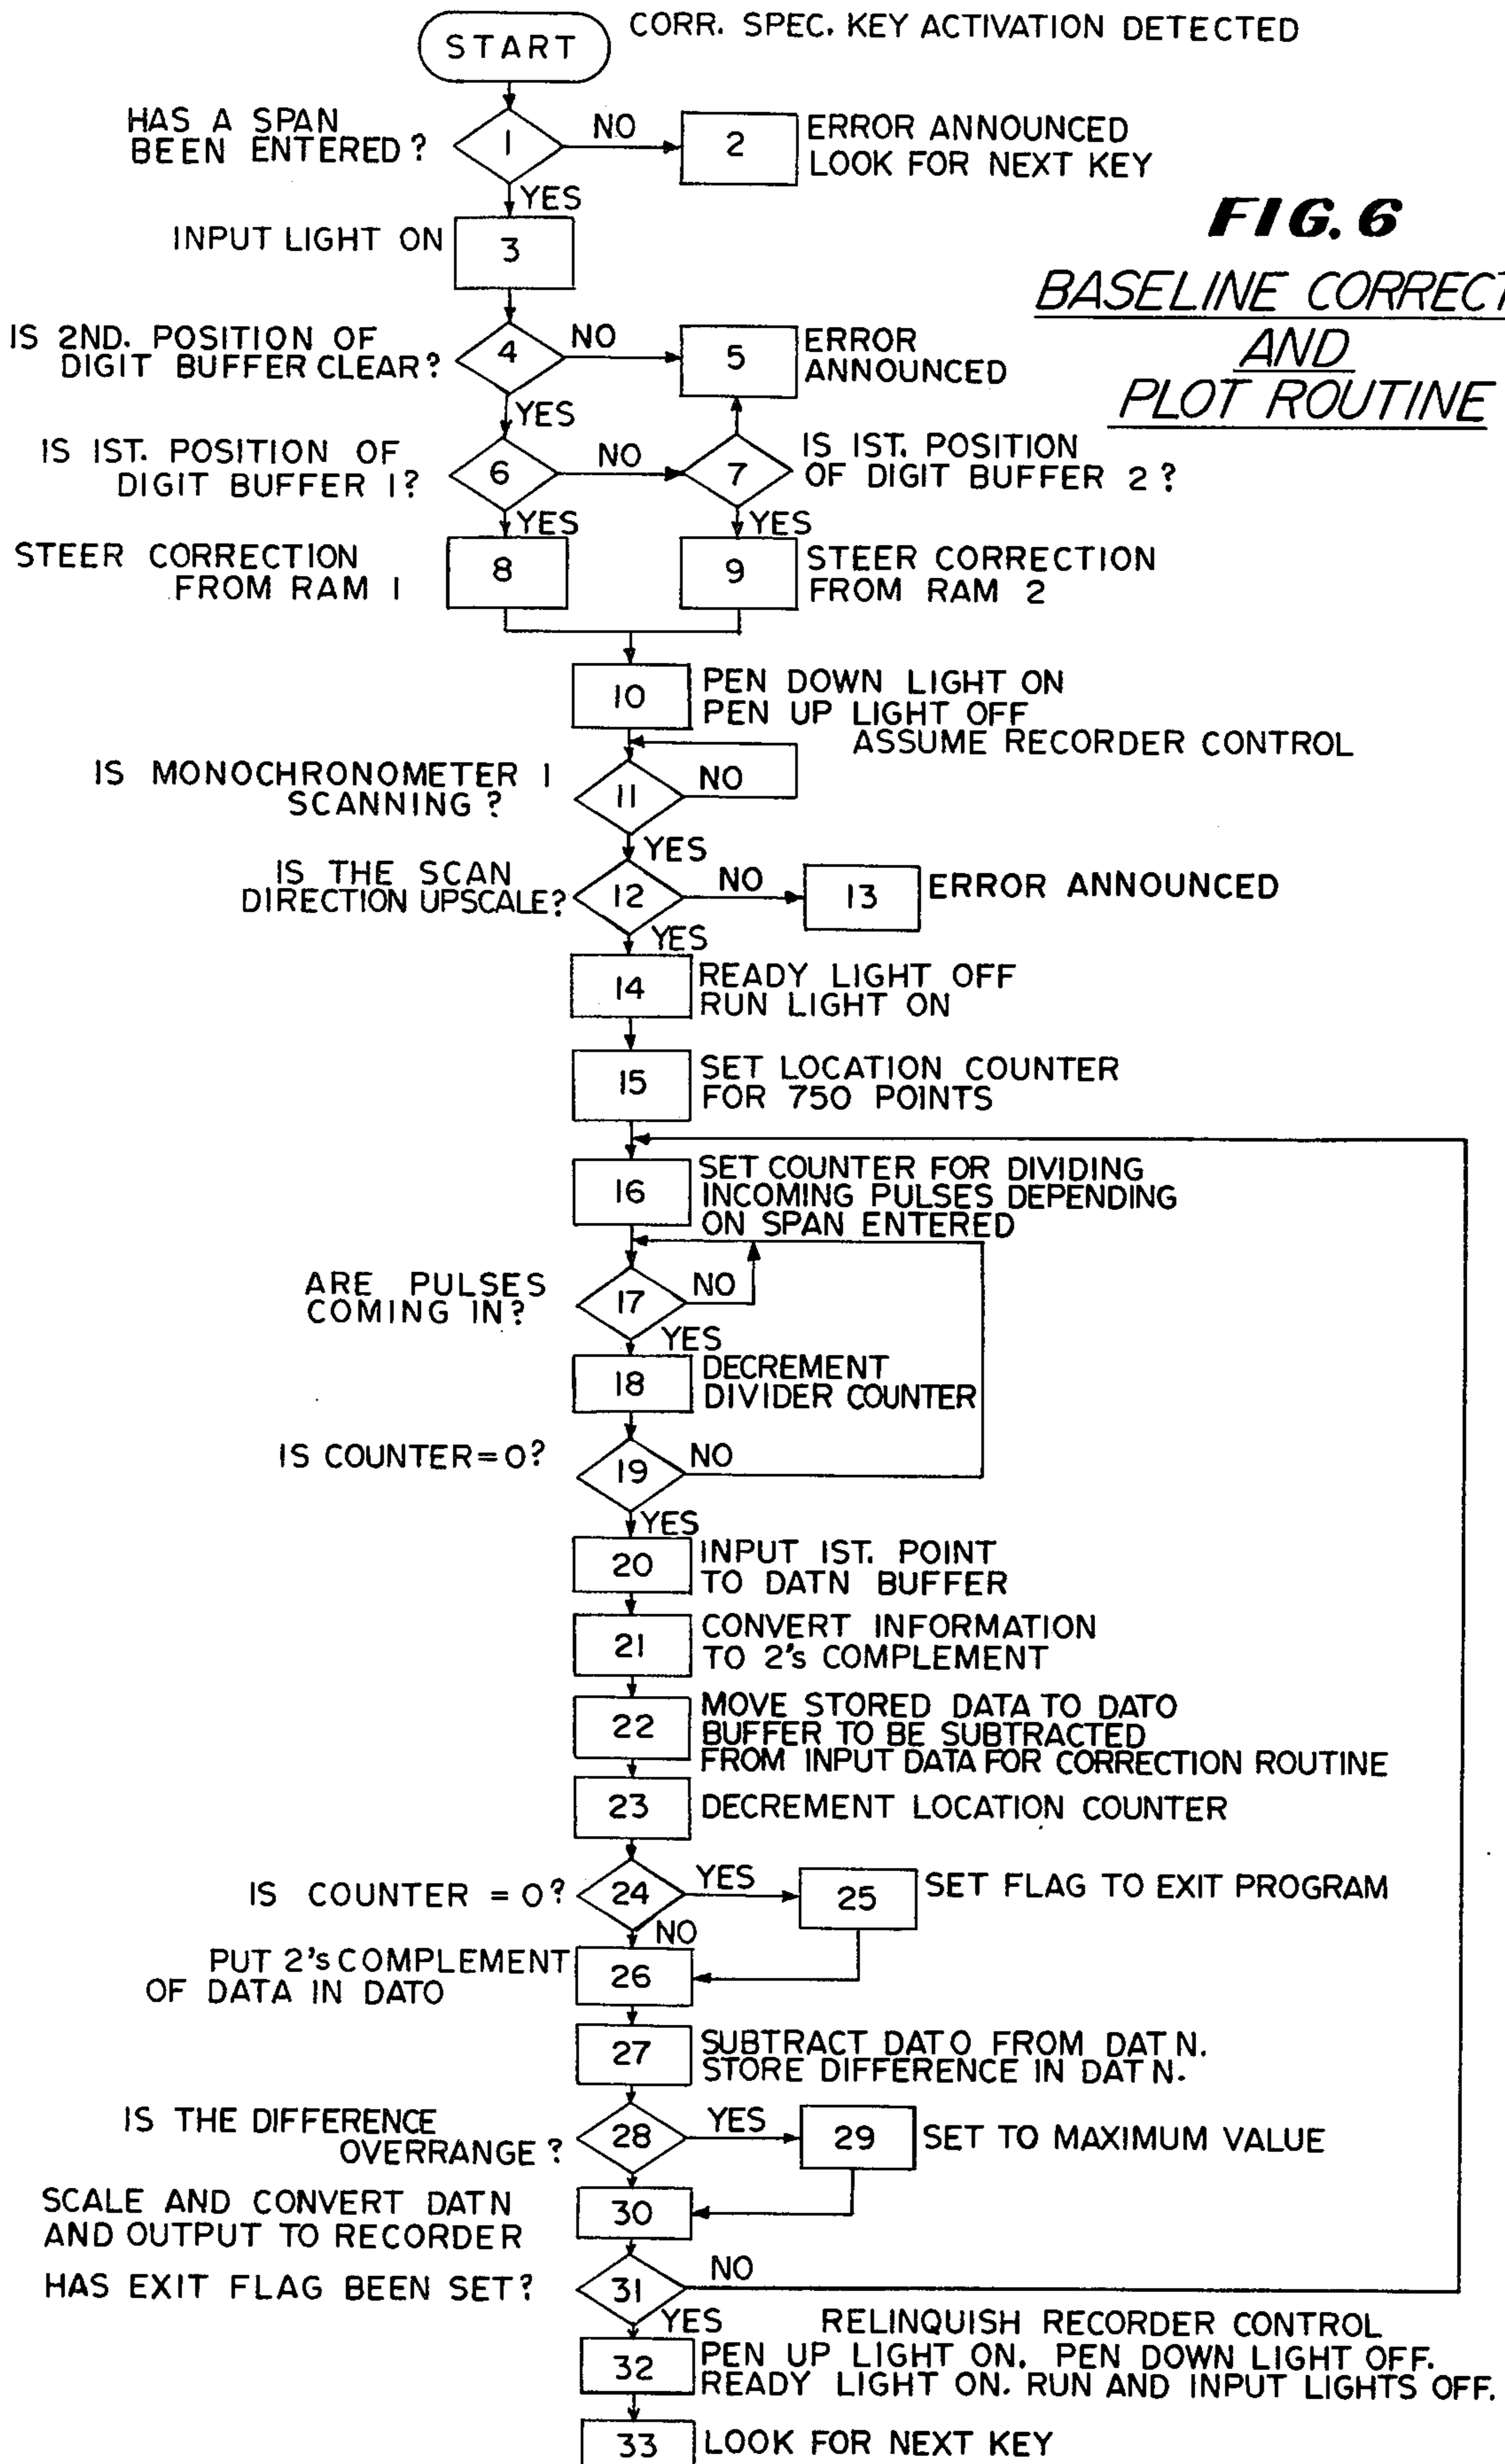 START
CORR. SPEC. KEY ACTIVATION DETECTED
HAS A SPAN
BEEN ENTERED?
1
NO
2
ERROR ANNOUNCED
LOOK FOR NEXT KEY
YES
FIG. 6
BASELINE CORRECT
AND
PLOT ROUTINE
INPUT LIGHT ON
3
IS 2ND. POSITION OF
DIGIT BUFFER CLEAR?
4
NO
5
ERROR
ANNOUNCED
YES
IS 1ST. POSITION OF
DIGIT BUFFER 1?
6
NO
7
IS 1ST. POSITION
OF DIGIT BUFFER 2?
YES
YES
STEER CORRECTION
FROM RAM 1
8
9
STEER CORRECTION
FROM RAM 2
10
PEN DOWN LIGHT ON
PEN UP LIGHT OFF
ASSUME RECORDER CONTROL
IS MONOCHRONOMETER 1
SCANNING?
11
NO
YES
IS THE SCAN
DIRECTION UPSCALE?
12
NO
13
ERROR ANNOUNCED
YES
14
READY LIGHT OFF
RUN LIGHT ON
15
SET LOCATION COUNTER
FOR 750 POINTS
16
SET COUNTER FOR DIVIDING
INCOMING PULSES DEPENDING
ON SPAN ENTERED
ARE PULSES
COMING IN?
17
NO
YES
18
DECREMENT
DIVIDER COUNTER
IS COUNTER=0?
19
NO
YES
20
INPUT 1ST. POINT
TO DATN BUFFER
21
CONVERT INFORMATION
TO 2's COMPLEMENT
22
MOVE STORED DATA TO DATO
BUFFER TO BE SUBTRACTED
FROM INPUT DATA FOR CORRECTION ROUTINE
23
DECREMENT LOCATION COUNTER
IS COUNTER = 0?
24
YES
25
SET FLAG TO EXIT PROGRAM
NO
PUT 2's COMPLEMENT
OF DATA IN DATO
26
27
SUBTRACT DATO FROM DATN.
STORE DIFFERENCE IN DATN.
IS THE DIFFERENCE
OVERRANGE?
28
YES
29
SET TO MAXIMUM VALUE
SCALE AND CONVERT DATN
AND OUTPUT TO RECORDER
30
HAS EXIT FLAG BEEN SET?
31
NO
YES
RELINQUISH RECORDER CONTROL
32
PEN UP LIGHT ON. PEN DOWN LIGHT OFF.
READY LIGHT ON. RUN AND INPUT LIGHTS OFF.
33
LOOK FOR NEXT KEY